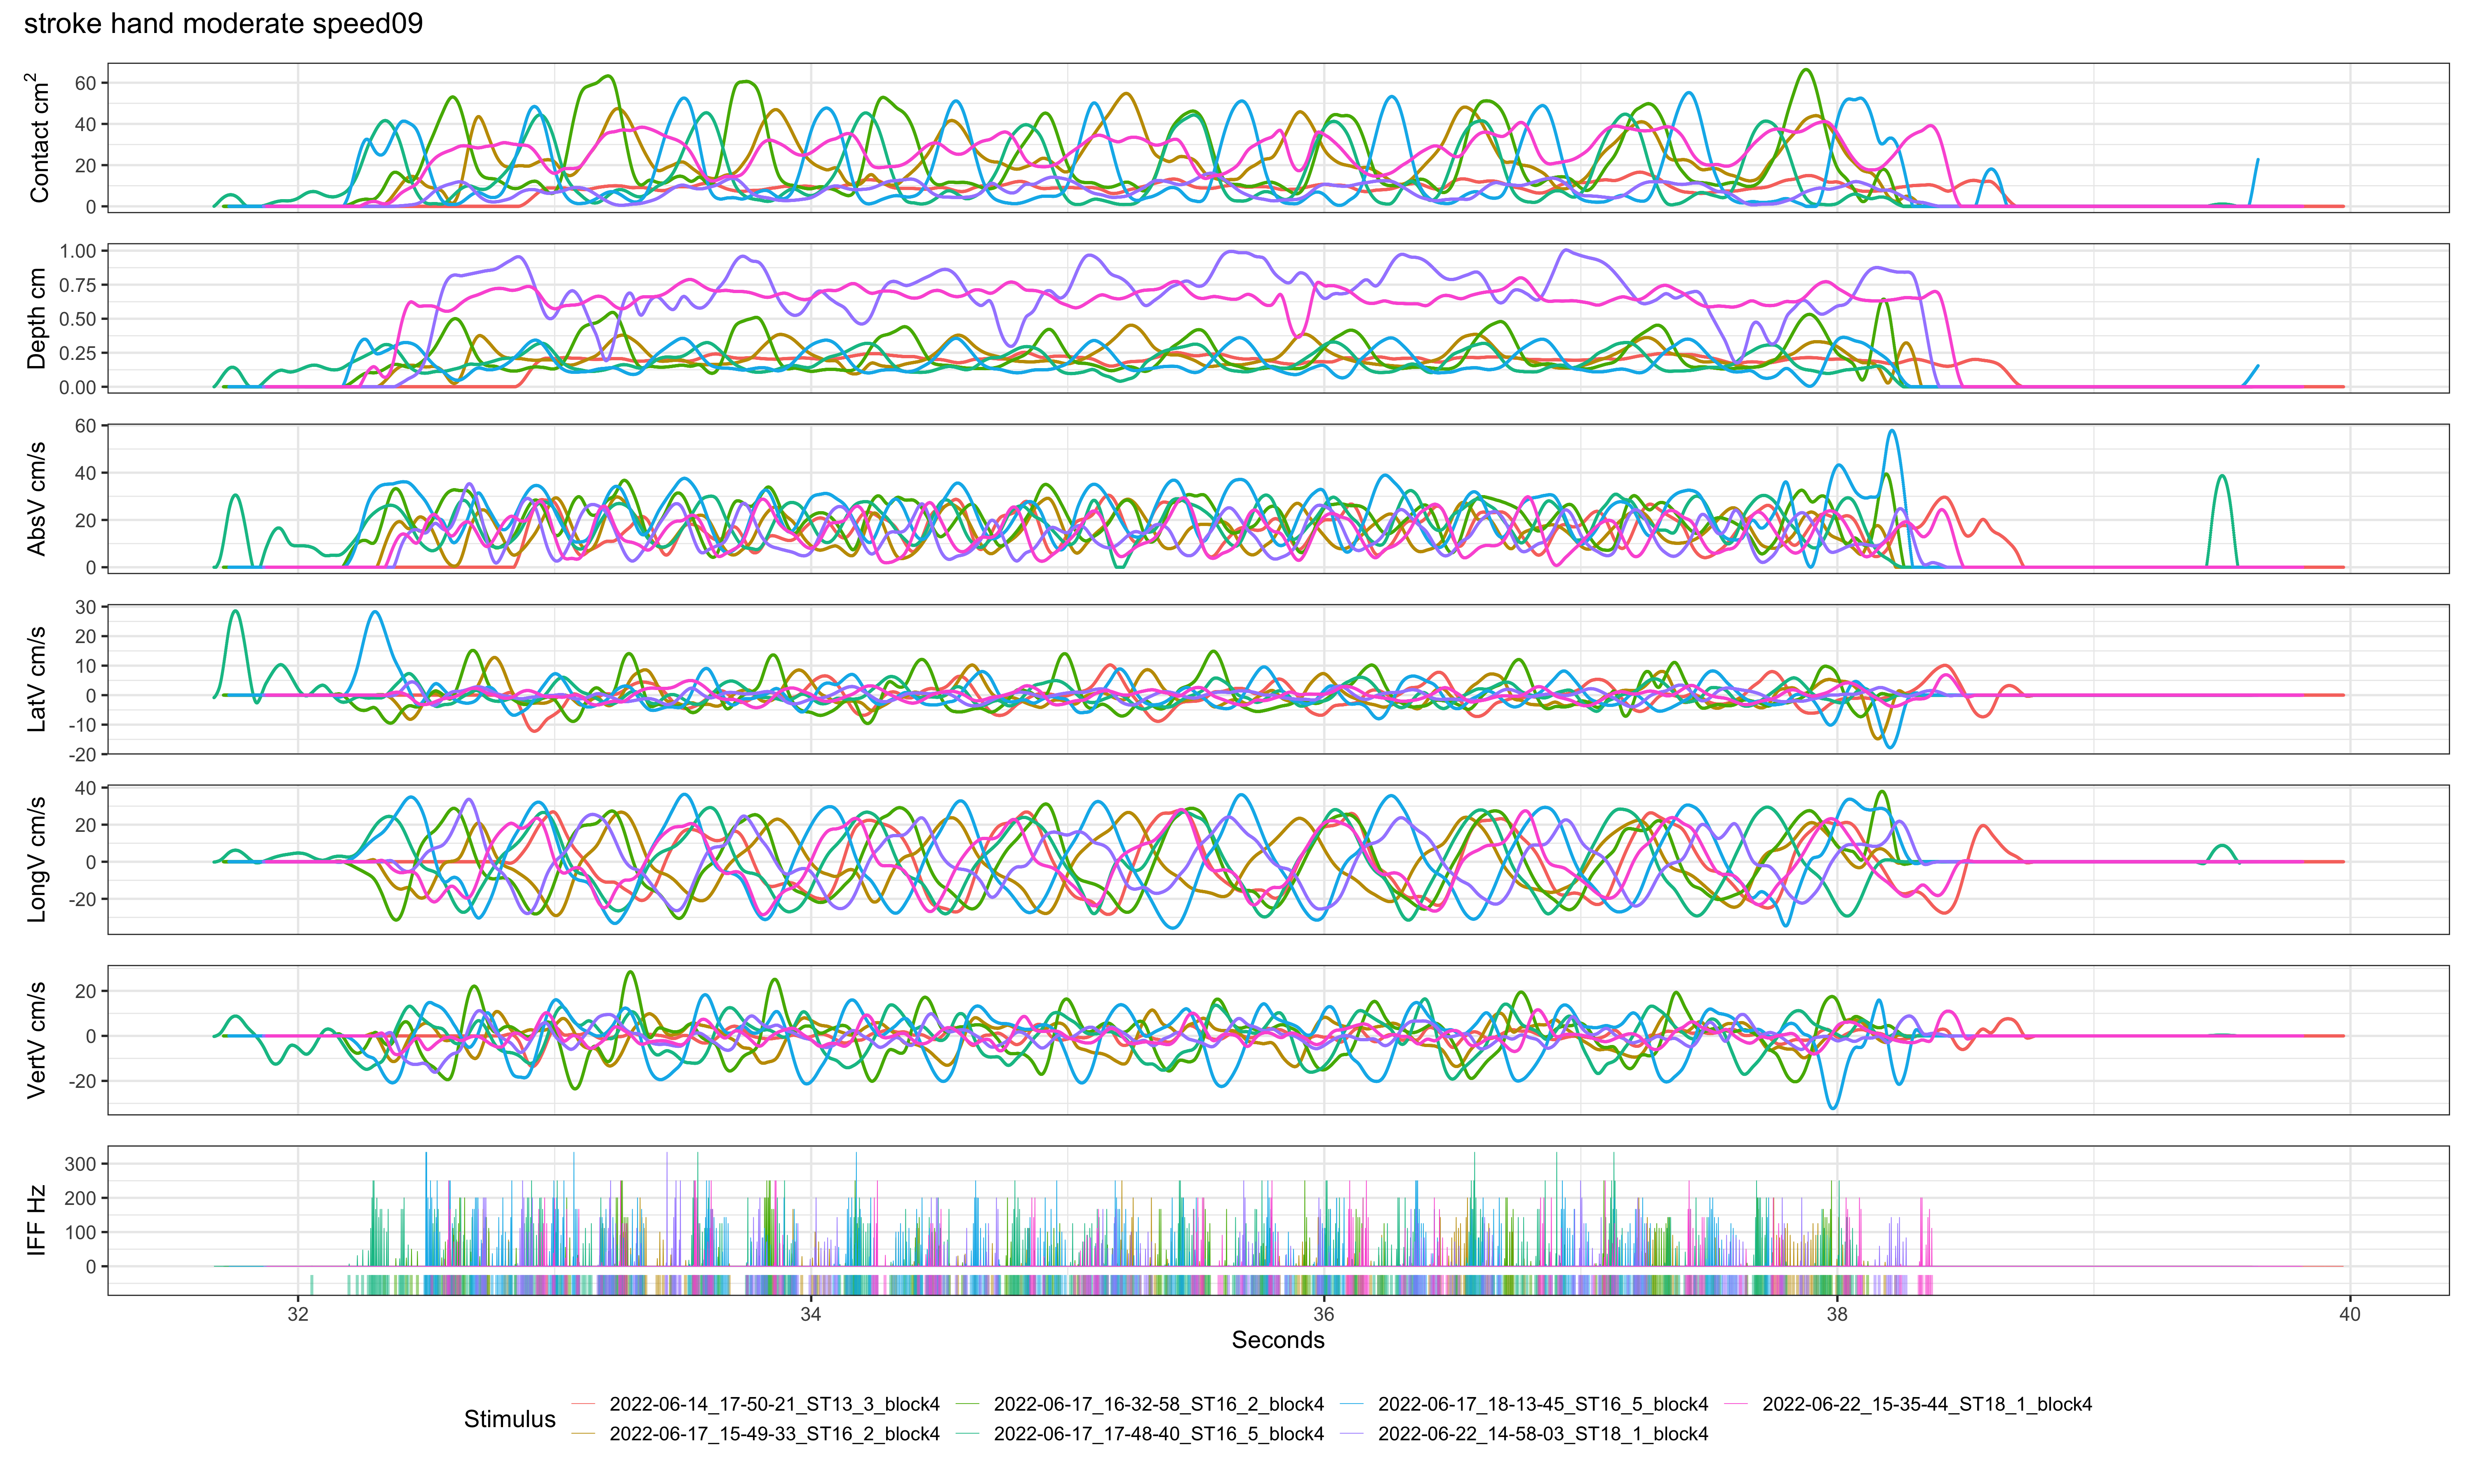 stroke hand moderate speed09
Contact cm²
60
40
20
0
Depth cm
1.00
0.75
0.50
0.25
0.00
AbsV cm/s
60
40
20
0
LatV cm/s
30
20
10
0
-10
-20
LongV cm/s
40
20
0
-20
VertV cm/s
20
0
-20
IFF Hz
300
200
100
0
32 34 36 38 40
Seconds
Stimulus
2022-06-14_17-50-21_ST13_3_block4 2022-06-17_16-32-58_ST16_2_block4 2022-06-17_18-13-45_ST16_5_block4 2022-06-22_15-35-44_ST18_1_block4
2022-06-17_15-49-33_ST16_2_block4 2022-06-17_17-48-40_ST16_5_block4 2022-06-22_14-58-03_ST18_1_block4